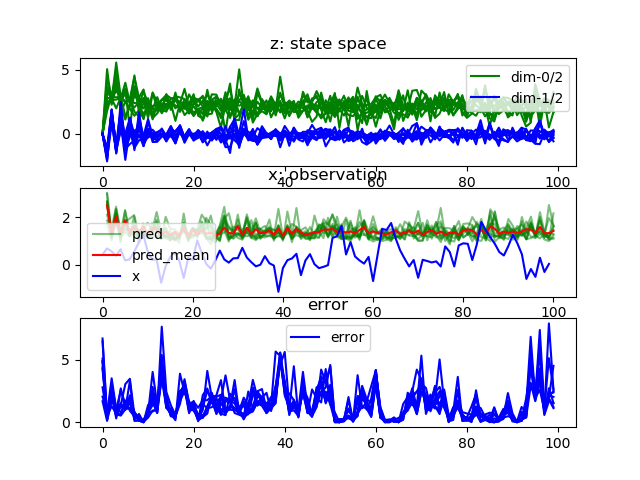 z: state space
5
0
dim-0/2
dim-1/2
0 20 40 60 80 100
x: observation
2
0
pred
pred_mean
x
0 20 40 60 80 100
error
5
0
error
0 20 40 60 80 100